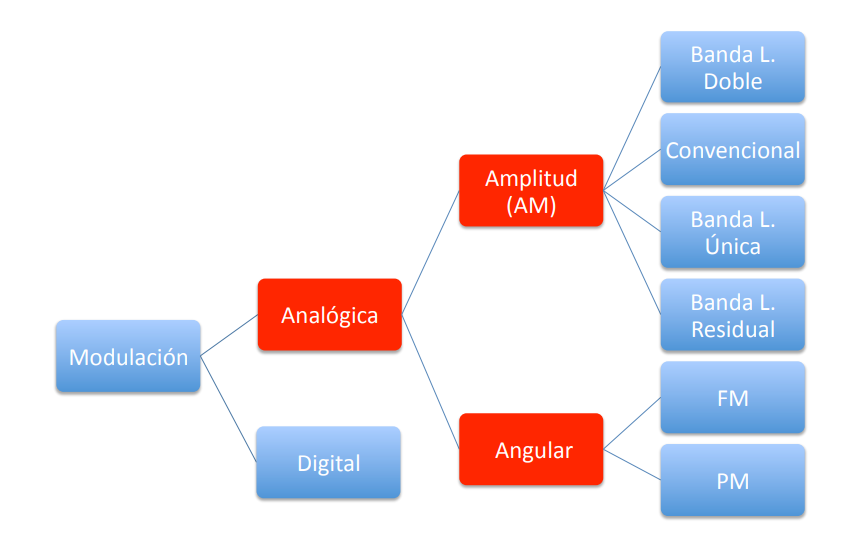 Modulación
Analógica
Digital
Amplitud
(AM)
Angular
Banda L.
Doble
Convencional
Banda L.
Única
Banda L.
Residual
FM
PM